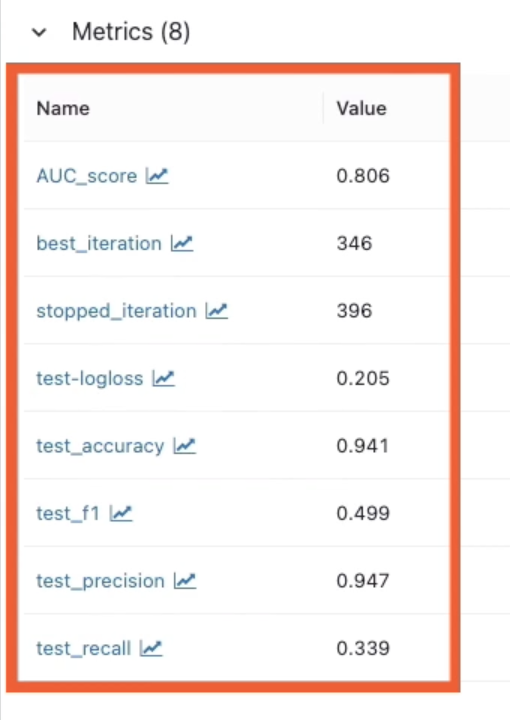 Metrics (8)
Name Value
AUC_score 0.806
best_iteration 346
stopped_iteration 396
test-logloss 0.205
test_accuracy 0.941
test_f1 0.499
test_precision 0.947
test_recall 0.339